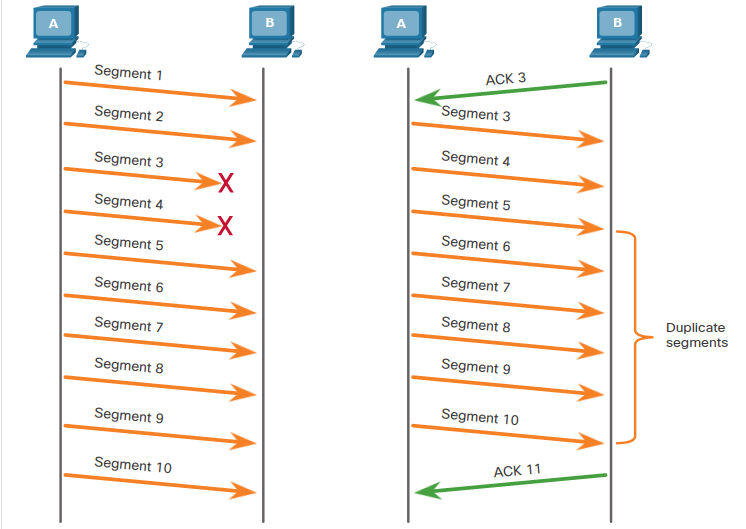 A
B
Segment 1
Segment 2
Segment 3
X
Segment 4
X
Segment 5
Segment 6
Segment 7
Segment 8
Segment 9
Segment 10
A
B
ACK 3
Segment 3
Segment 4
Segment 5
Segment 6
Segment 7
Segment 8
Segment 9
Segment 10
ACK 11
Duplicate
segments